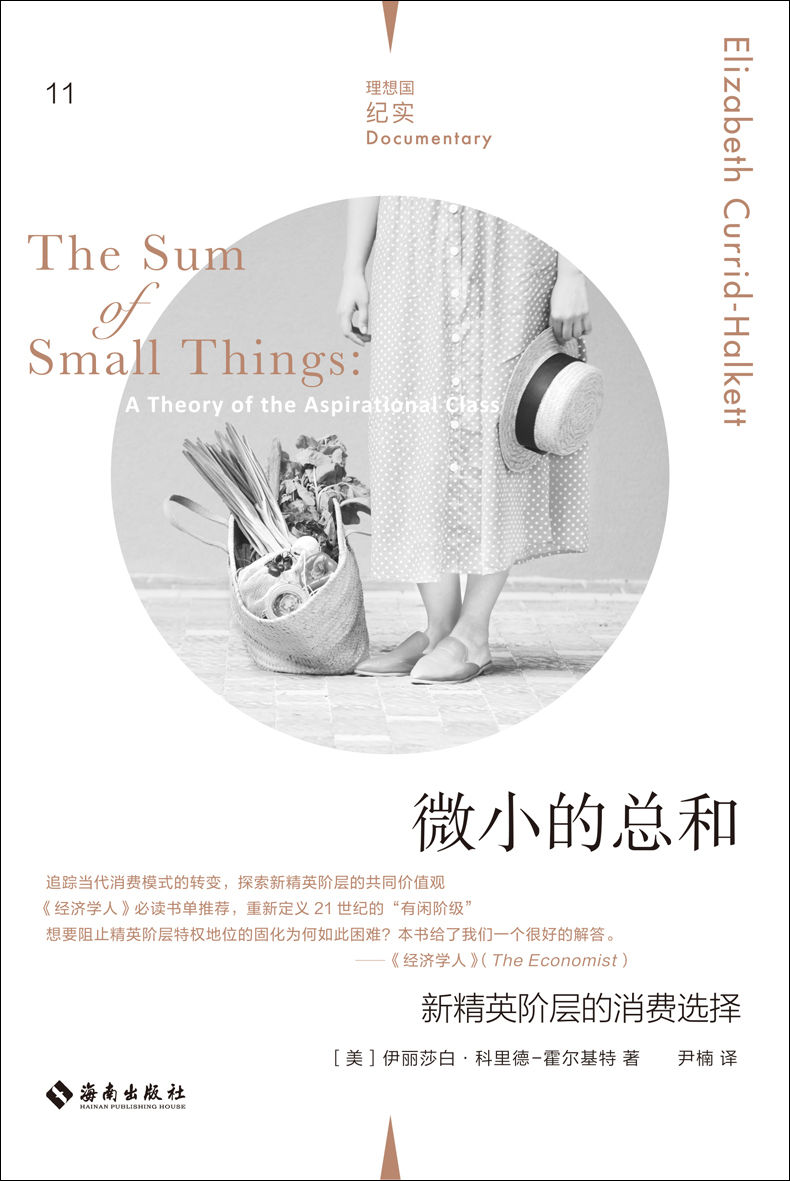 11
理想国
纪实
Documentary
Elizabeth Currid-Halkett
The Sum
of
Small Things:
A Theory of the Aspirational Class
微小的总和
追踪当代消费模式的转变，探索新精英阶层的共同价值观
《经济学人》必读书单推荐，重新定义 21 世纪的“有闲阶级”
想要阻止精英阶层特权地位的固化为何如此困难？本书给了我们一个很好的解答。
——《经济学人》（The Economist）
新精英阶层的消费选择
［美］伊丽莎白·科里德-霍尔基特 著 尹楠 译
海南出版社
HAINAN PUBLISHING HOUSE